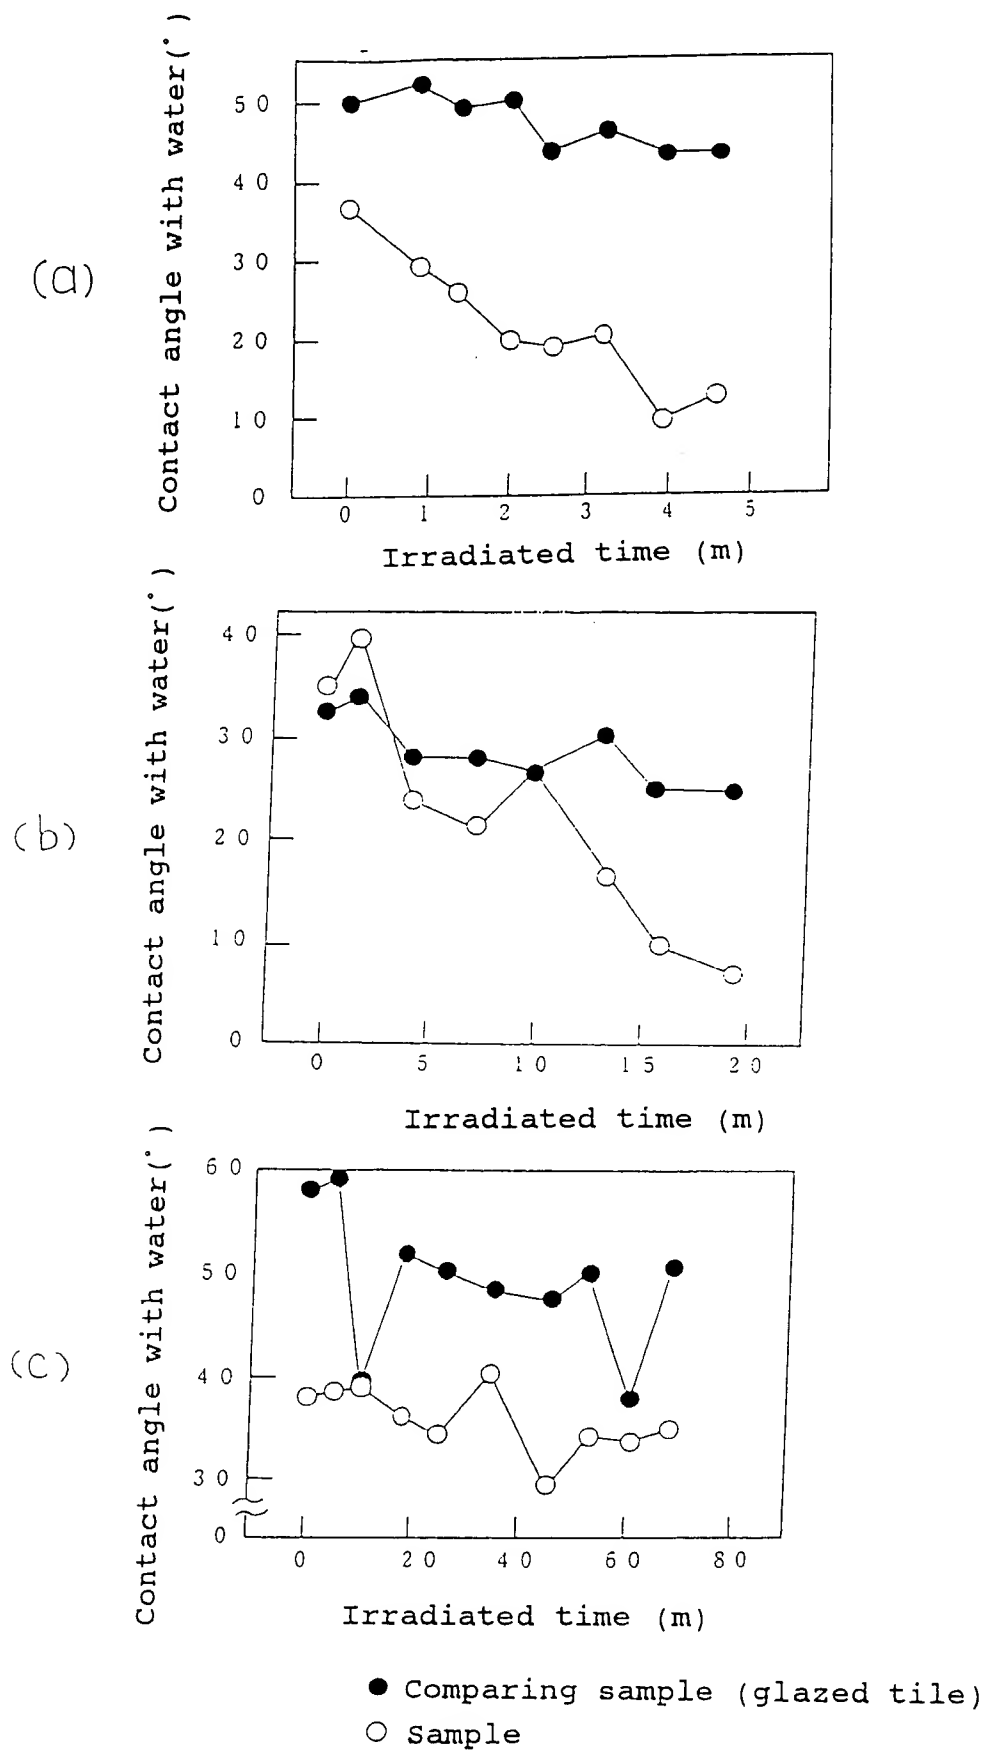 (a)
Contact angle with water(°)
50
40
30
20
10
0
0 1 2 3 4 5
Irradiated time (m)
(b)
Contact angle with water(°)
40
30
20
10
0
0 5 10 15 20
Irradiated time (m)
(c)
Contact angle with water(°)
60
50
40
30
0
0 20 40 60 80
Irradiated time (m)
● Comparing sample (glazed tile)
○ Sample